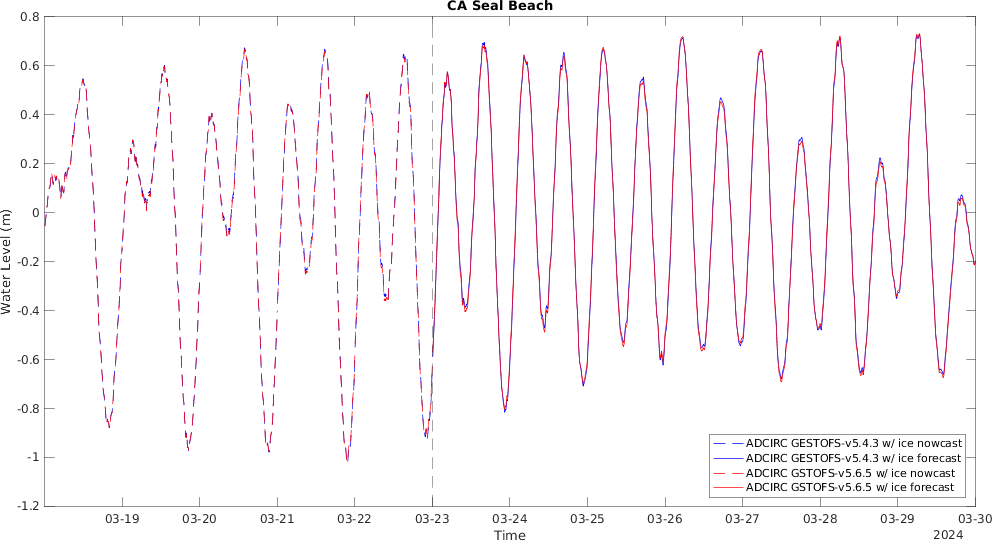 CA Seal Beach
0.8
0.6
0.4
0.2
0
-0.2
-0.4
-0.6
-0.8
-1
-1.2
Water Level (m)
03-19 03-20 03-21 03-22 03-23 03-24 03-25 03-26 03-27 03-28 03-29 03-30
Time
2024
ADCIRC GESTOFS-v5.4.3 w/ ice nowcast
ADCIRC GESTOFS-v5.4.3 w/ ice forecast
ADCIRC GSTOFS-v5.6.5 w/ ice nowcast
ADCIRC GSTOFS-v5.6.5 w/ ice forecast